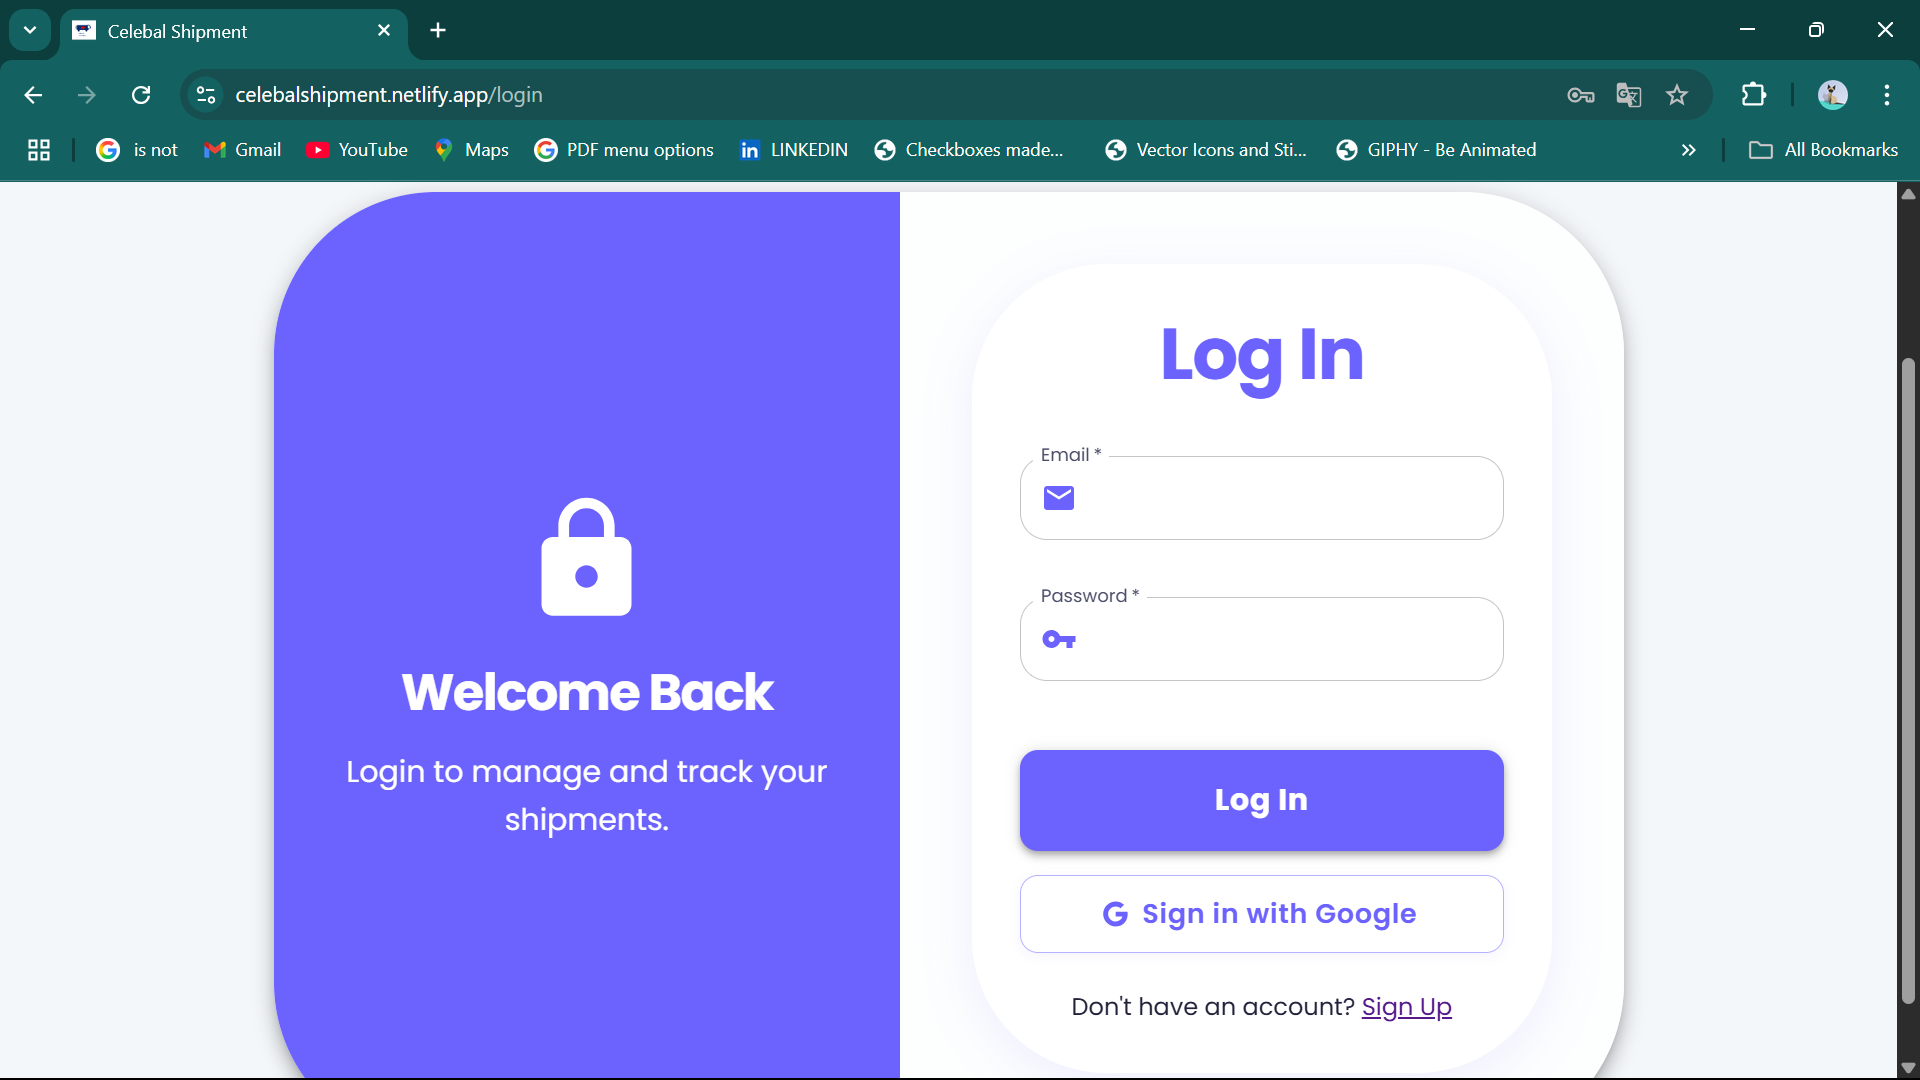 Celebal Shipment
celebalshipment.netlify.app/login
is not
Gmail
YouTube
Maps
PDF menu options
LINKEDIN
Checkboxes made...
Vector Icons and Sti...
GIPHY - Be Animated
All Bookmarks
Welcome Back
Login to manage and track your
shipments.
Log In
Email *
Password *
Log In
Sign in with Google
Don't have an account? Sign Up